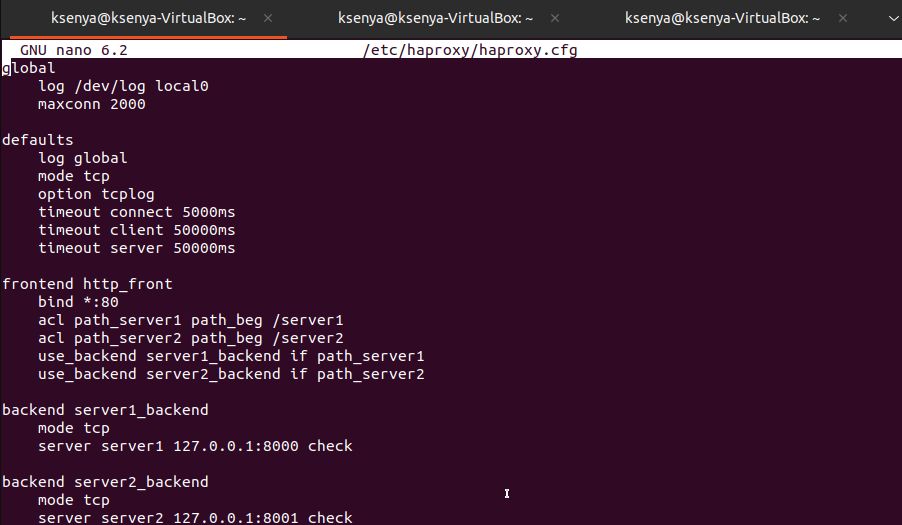 ksenya@ksenya-VirtualBox: ~ × ksenya@ksenya-VirtualBox: ~ × ksenya@ksenya-VirtualBox: ~ ×
GNU nano 6.2 /etc/haproxy/haproxy.cfg
global
    log /dev/log local0
    maxconn 2000

defaults
    log global
    mode tcp
    option tcplog
    timeout connect 5000ms
    timeout client 50000ms
    timeout server 50000ms

frontend http_front
    bind *:80
    acl path_server1 path_beg /server1
    acl path_server2 path_beg /server2
    use_backend server1_backend if path_server1
    use_backend server2_backend if path_server2

backend server1_backend
    mode tcp
    server server1 127.0.0.1:8000 check

backend server2_backend
    mode tcp
    server server2 127.0.0.1:8001 check